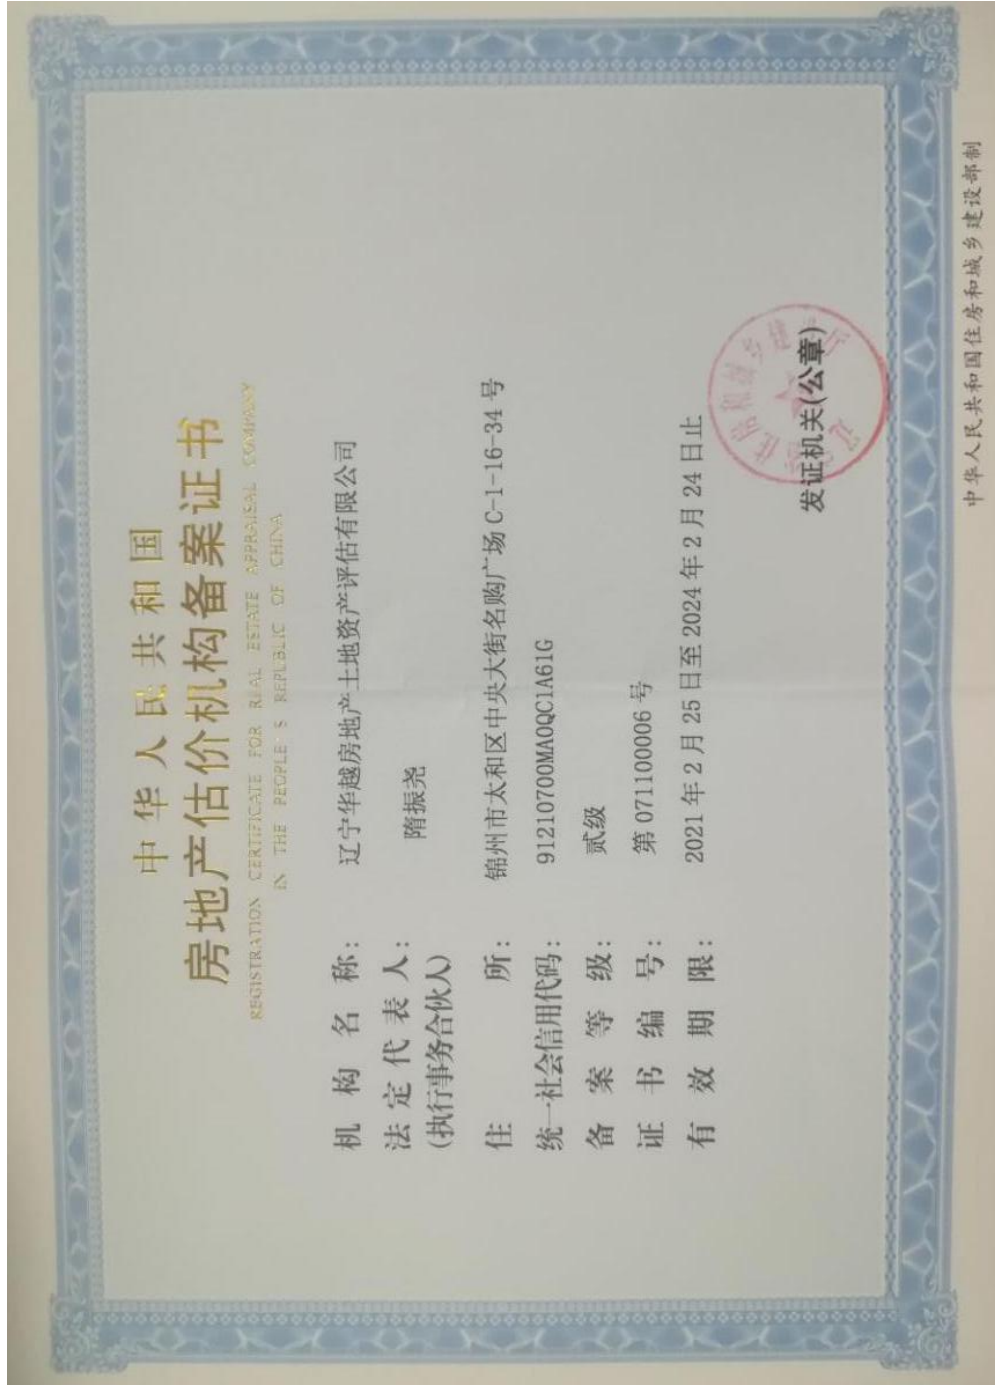 中华人民共和国
房地产估价机构备案证书
REGISTRATION CERTIFICATE FOR REAL ESTATE APPRAISAL COMPANY
IN THE PEOPLE'S REPUBLIC OF CHINA
机构名称：辽宁华越房地产土地资产评估有限公司
法定代表人：隋振尧
(执行事务合伙人)
住所：锦州市太和区中央大街名购广场C-1-16-34号
统一社会信用代码：91210700MA0QC1A61G
备案等级：贰级
证书编号：第071100006号
有效期限：2021年2月25日至2024年2月24日止
发证机关(公章)
中华人民共和国住房和城乡建设部制